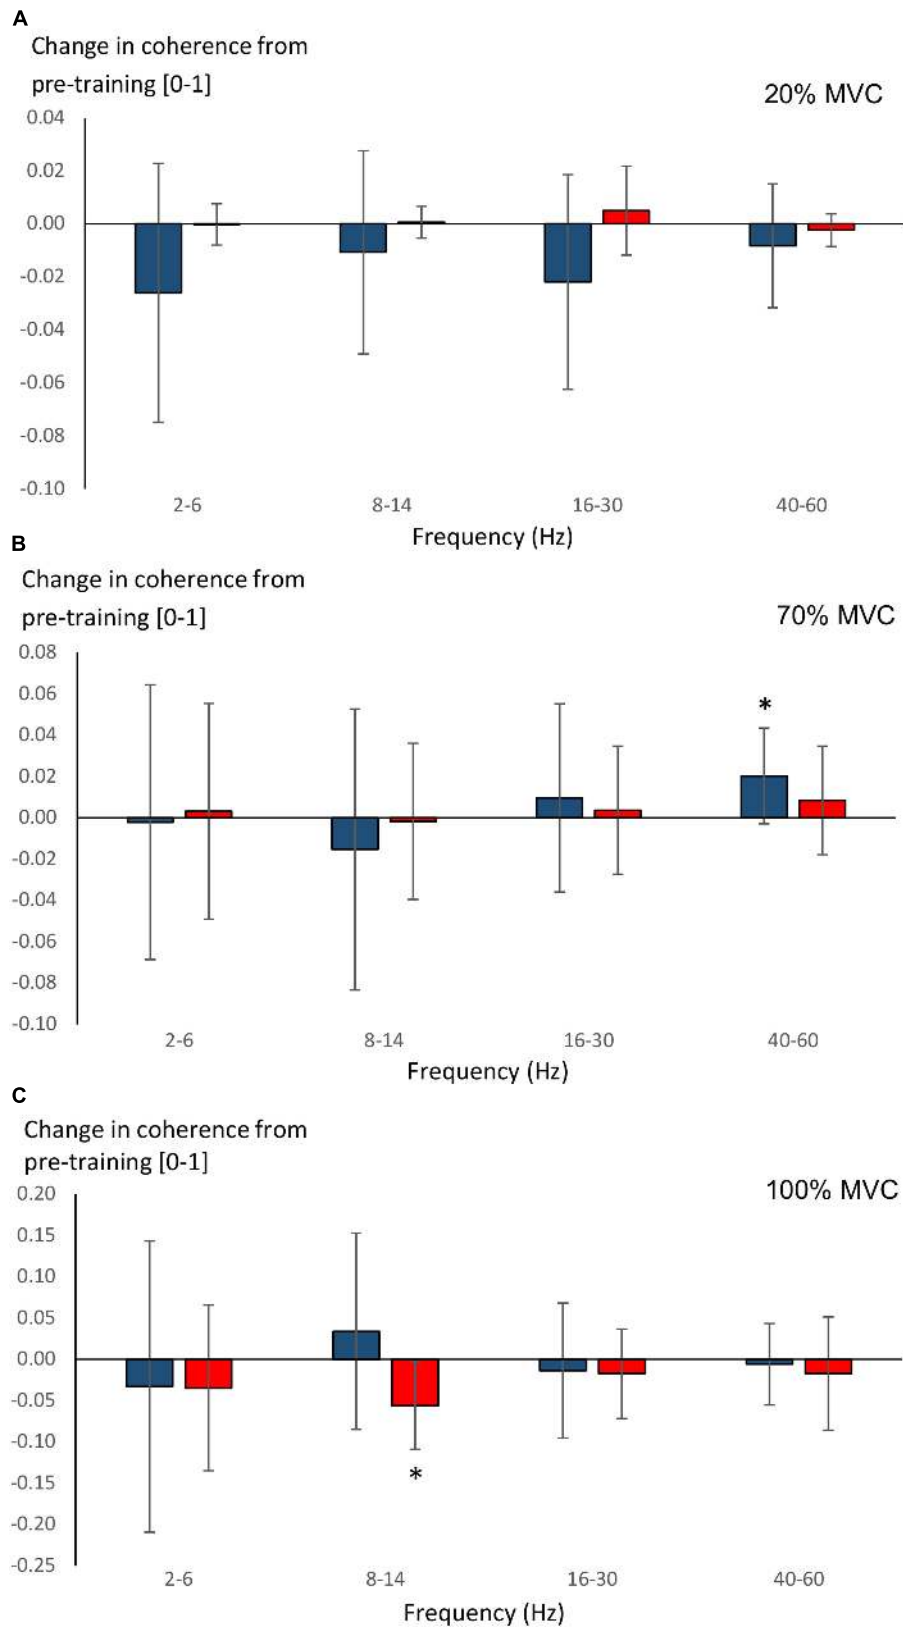 A
Change in coherence from
pre-training [0-1]
20% MVC
0.04
0.02
0.00
-0.02
-0.04
-0.06
-0.08
-0.10
2-6 8-14 16-30 40-60
Frequency (Hz)
B
Change in coherence from
pre-training [0-1]
70% MVC
0.08
0.06
*
0.04
0.02
0.00
-0.02
-0.04
-0.06
-0.08
-0.10
2-6 8-14 16-30 40-60
Frequency (Hz)
C
Change in coherence from
pre-training [0-1]
100% MVC
0.20
0.15
0.10
0.05
0.00
-0.05
-0.10
*
-0.15
-0.20
-0.25
2-6 8-14 16-30 40-60
Frequency (Hz)